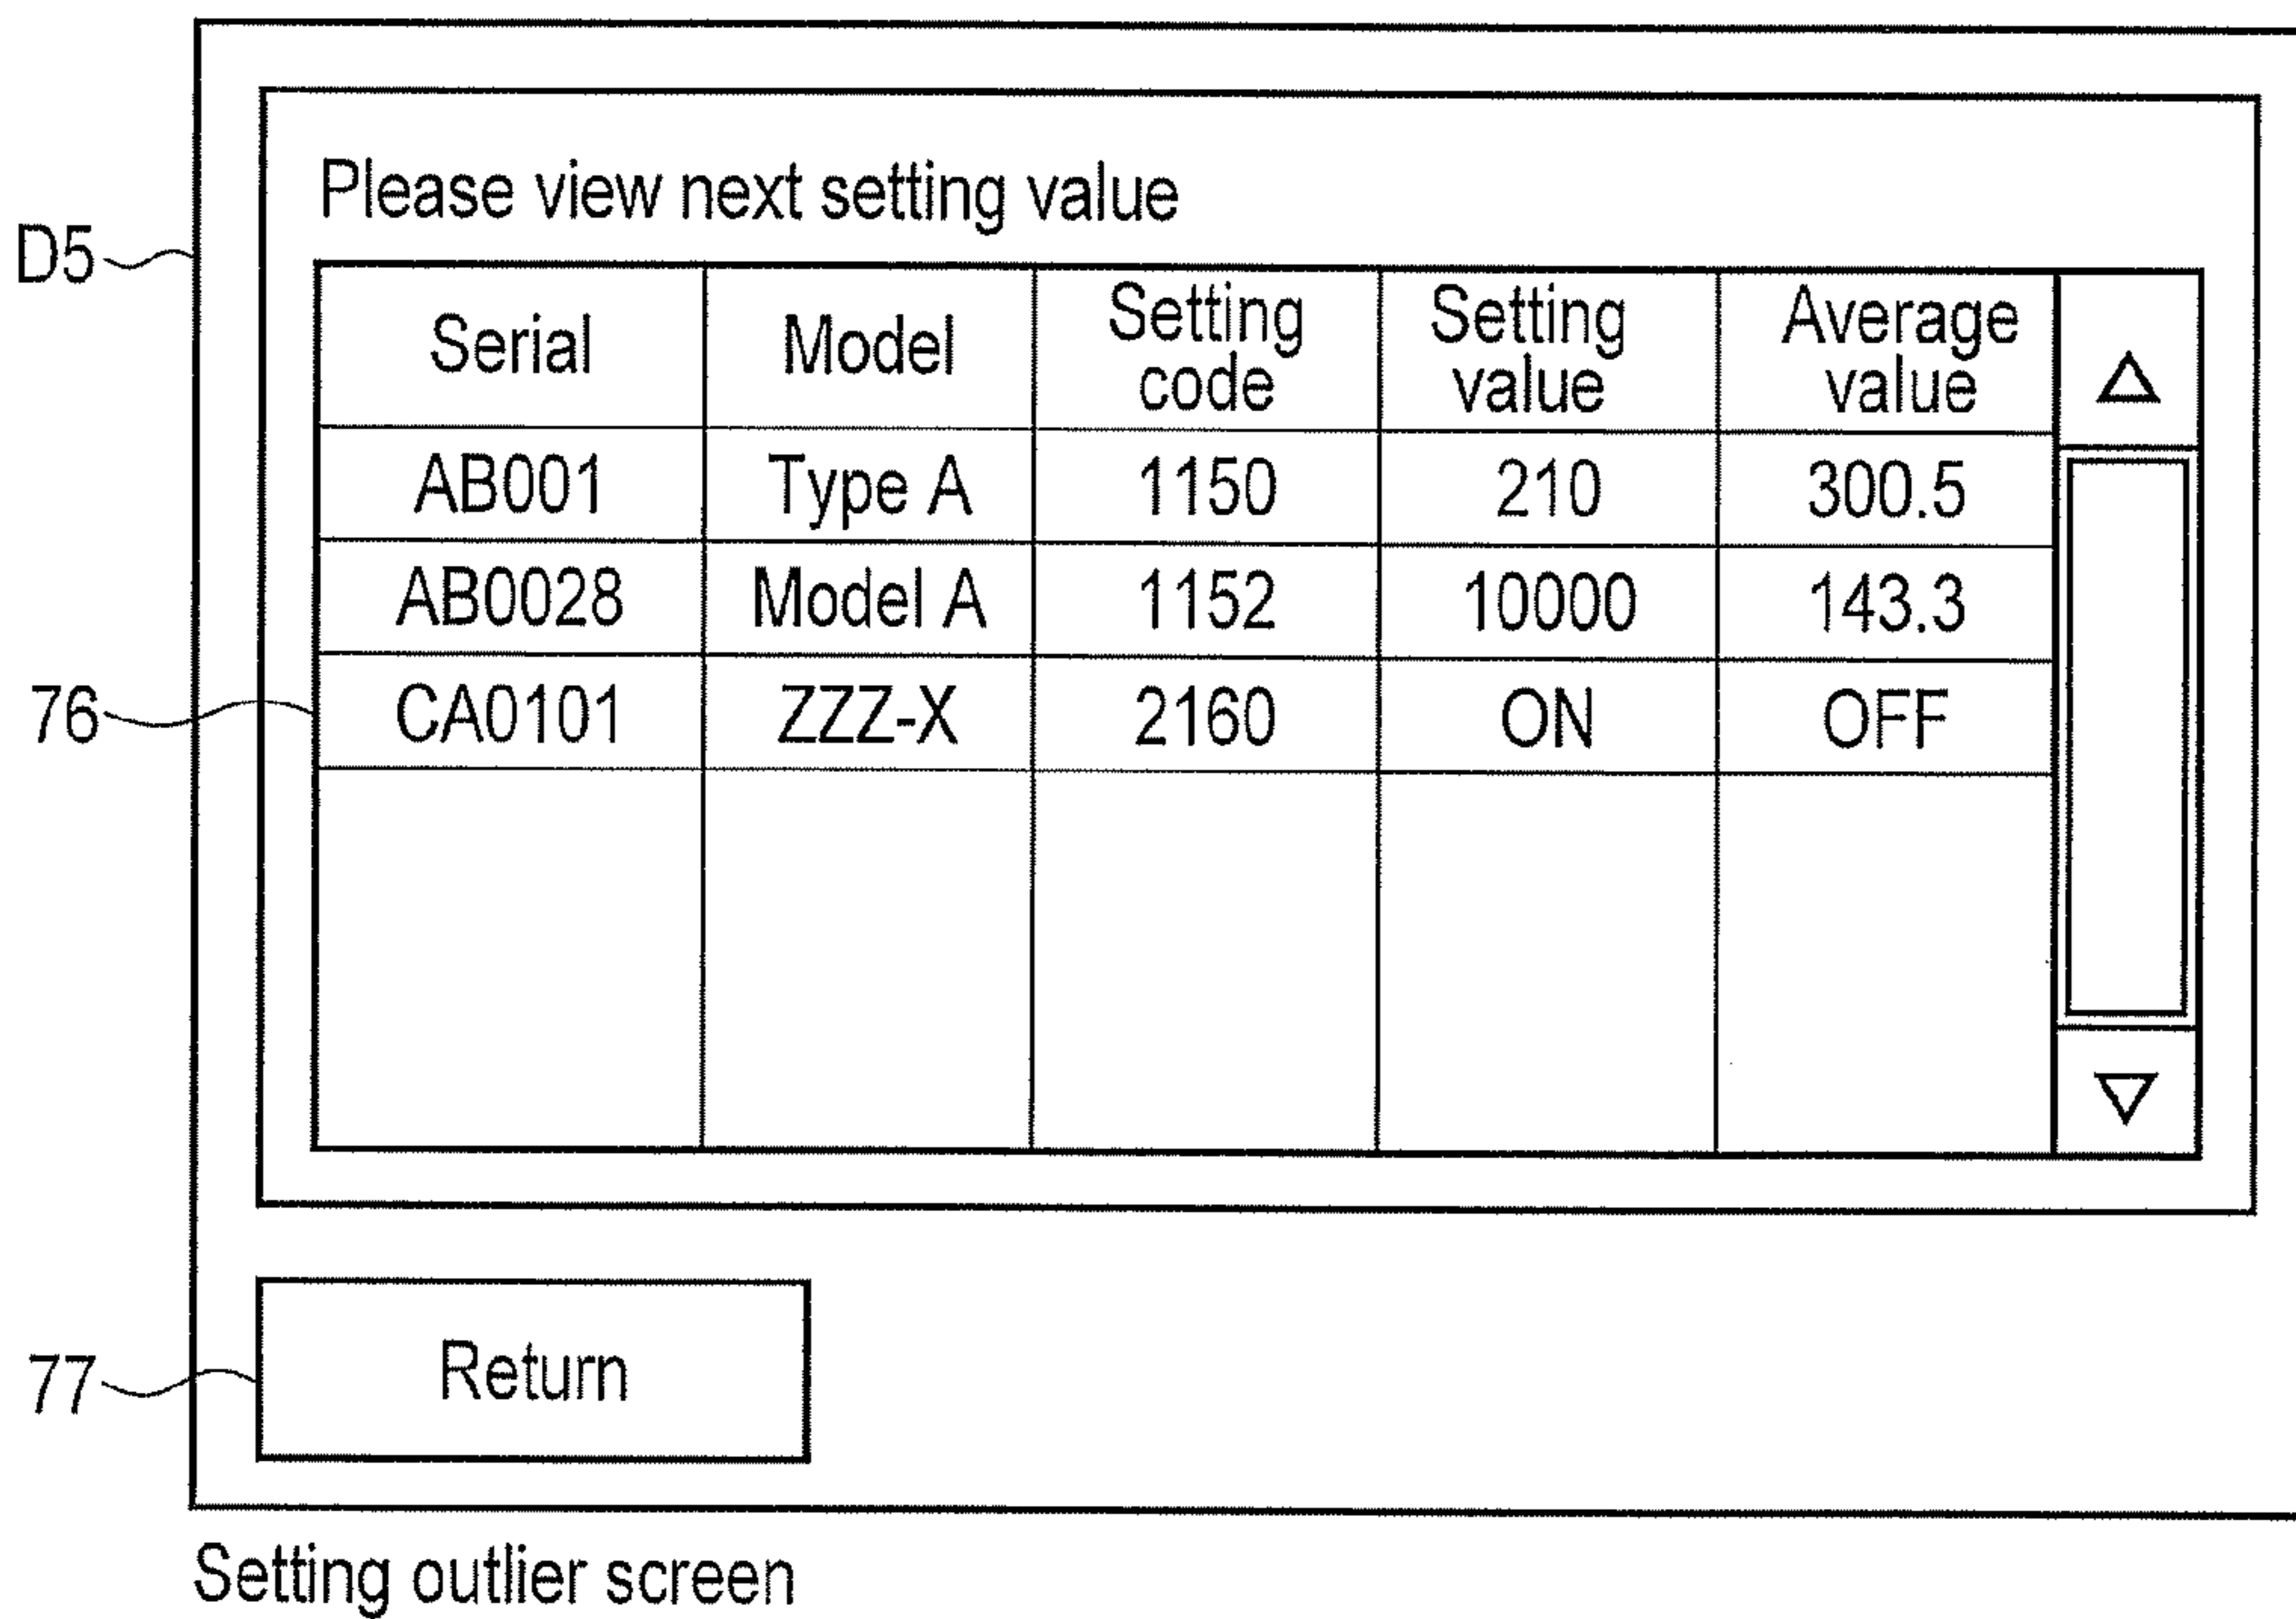 Please view next setting value
D5
Serial Model Setting code Setting value Average value
AB001 Type A 1150 210 300.5
AB0028 Model A 1152 10000 143.3
76
CA0101 ZZZ-X 2160 ON OFF
77
Return
Setting outlier screen